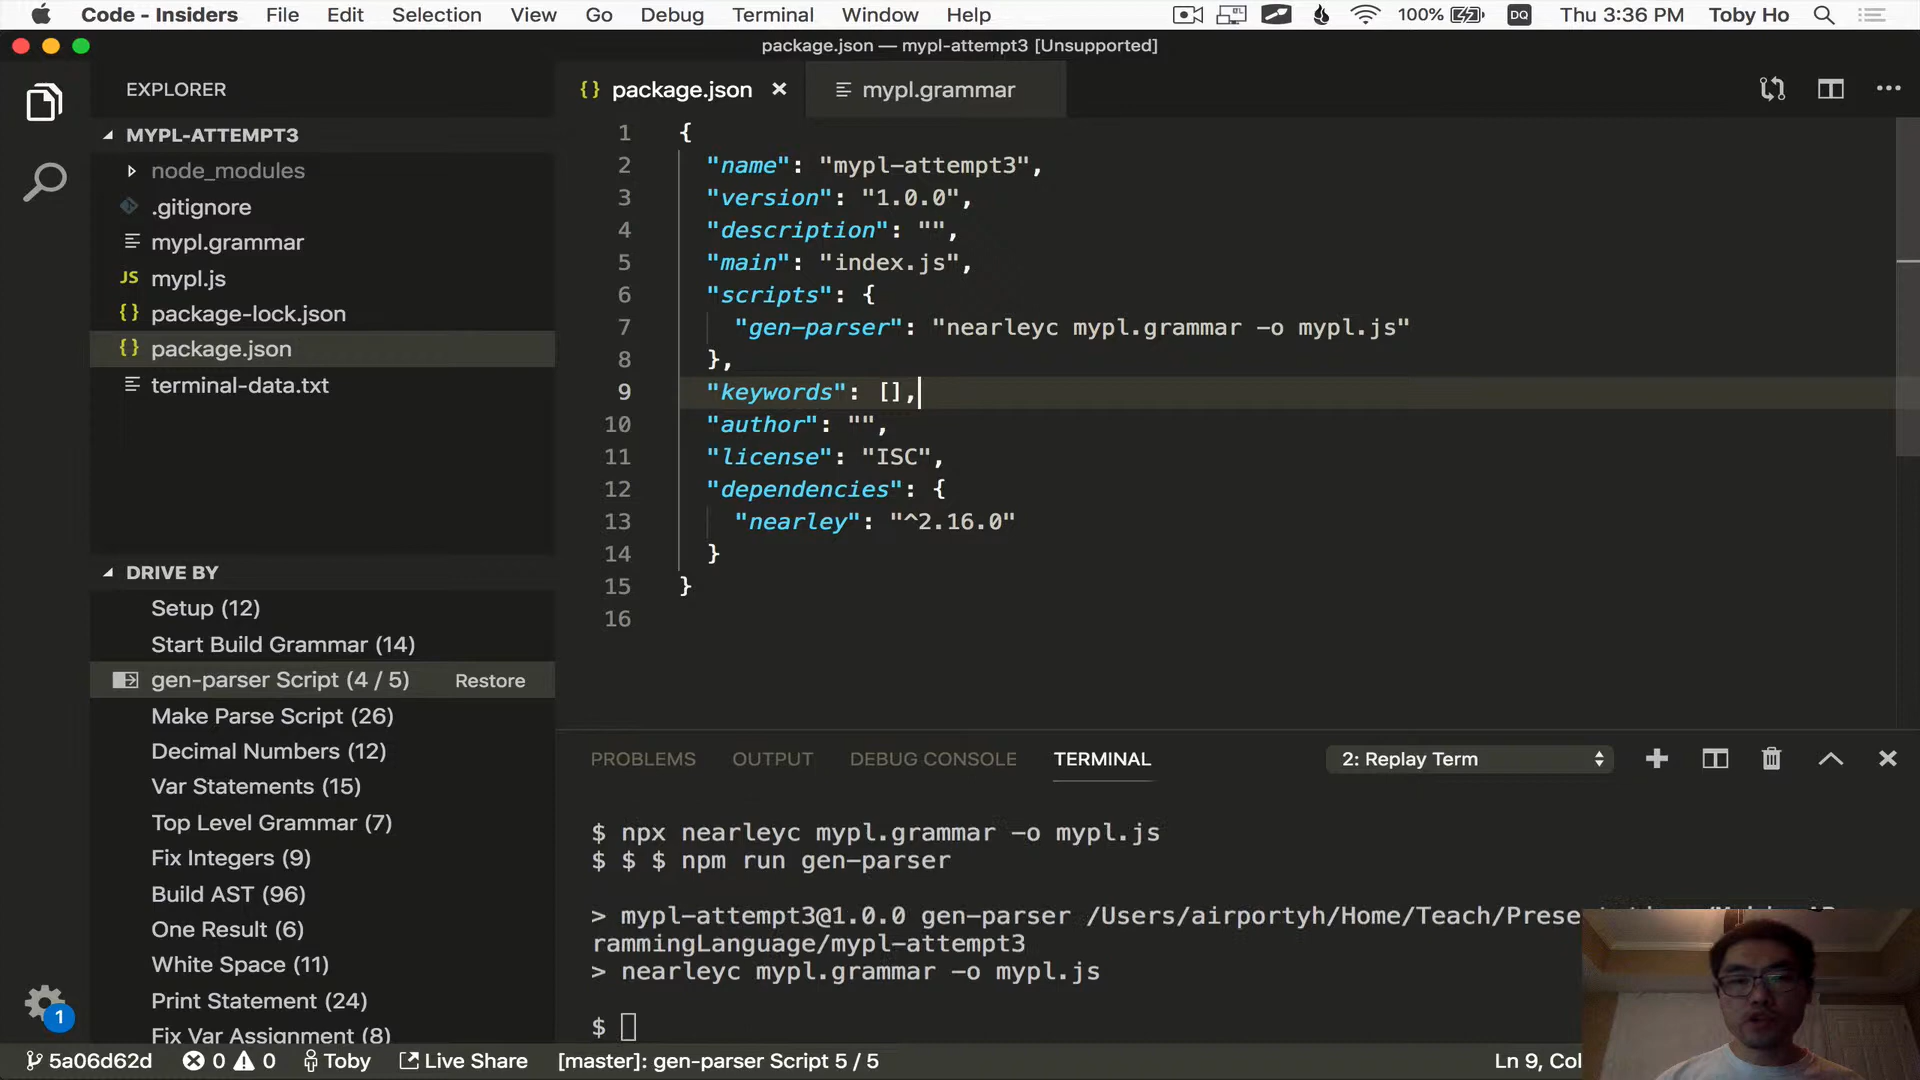 Code - Insiders File Edit Selection View Go Debug Terminal Window Help 100% DQ Thu 3:36 PM Toby Ho
package.json — mypl-attempt3 [Unsupported]
EXPLORER
MYPL-ATTEMPT3
node_modules
.gitignore
mypl.grammar
JS mypl.js
{} package-lock.json
{} package.json
terminal-data.txt
DRIVE BY
Setup (12)
Start Build Grammar (14)
gen-parser Script (4 / 5) Restore
Make Parse Script (26)
Decimal Numbers (12)
Var Statements (15)
Top Level Grammar (7)
Fix Integers (9)
Build AST (96)
One Result (6)
White Space (11)
Print Statement (24)
Fix Var Assignment (8)
1
{} package.json × mypl.grammar
1 {
2 "name": "mypl-attempt3",
3 "version": "1.0.0",
4 "description": "",
5 "main": "index.js",
6 "scripts": {
7 "gen-parser": "nearleyc mypl.grammar -o mypl.js"
8 },
9 "keywords": [],
10 "author": "",
11 "license": "ISC",
12 "dependencies": {
13 "nearley": "^2.16.0"
14 }
15 }
16
PROBLEMS OUTPUT DEBUG CONSOLE TERMINAL 2: Replay Term
$ npx nearleyc mypl.grammar -o mypl.js
$ $ $ npm run gen-parser
> mypl-attempt3@1.0.0 gen-parser /Users/airportyh/Home/Teach/Prese
rammingLanguage/mypl-attempt3
> nearleyc mypl.grammar -o mypl.js
$
5a06d62d 0 0 Toby Live Share [master]: gen-parser Script 5 / 5 Ln 9, Col